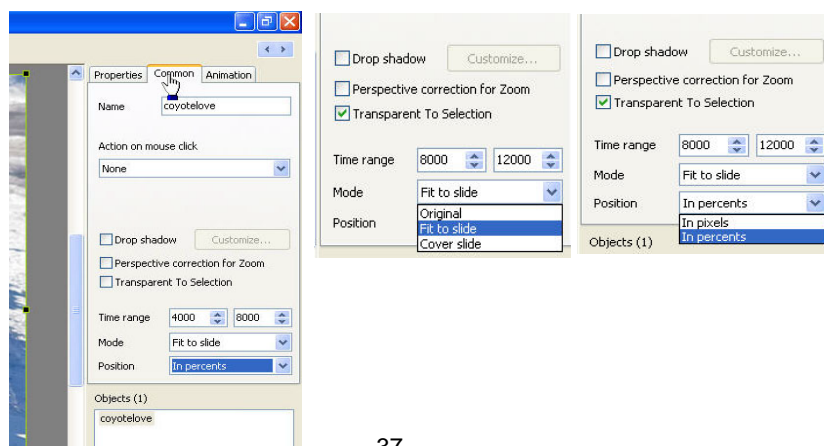 Properties Common Animation
Name coyotelove
Action on mouse click
None
Drop shadow Customize...
Perspective correction for Zoom
Transparent To Selection
Time range 4000 8000
Mode Fit to slide
Position In percents
Objects (1)
coyotelove
Drop shadow Customize...
Perspective correction for Zoom
Transparent To Selection
Time range 8000 12000
Mode Fit to slide
Original
Position Fit to slide
Cover slide
Drop shadow Customize...
Perspective correction for Zoom
Transparent To Selection
Time range 8000 12000
Mode Fit to slide
Position In percents
In pixels
Objects (1) In percents
37